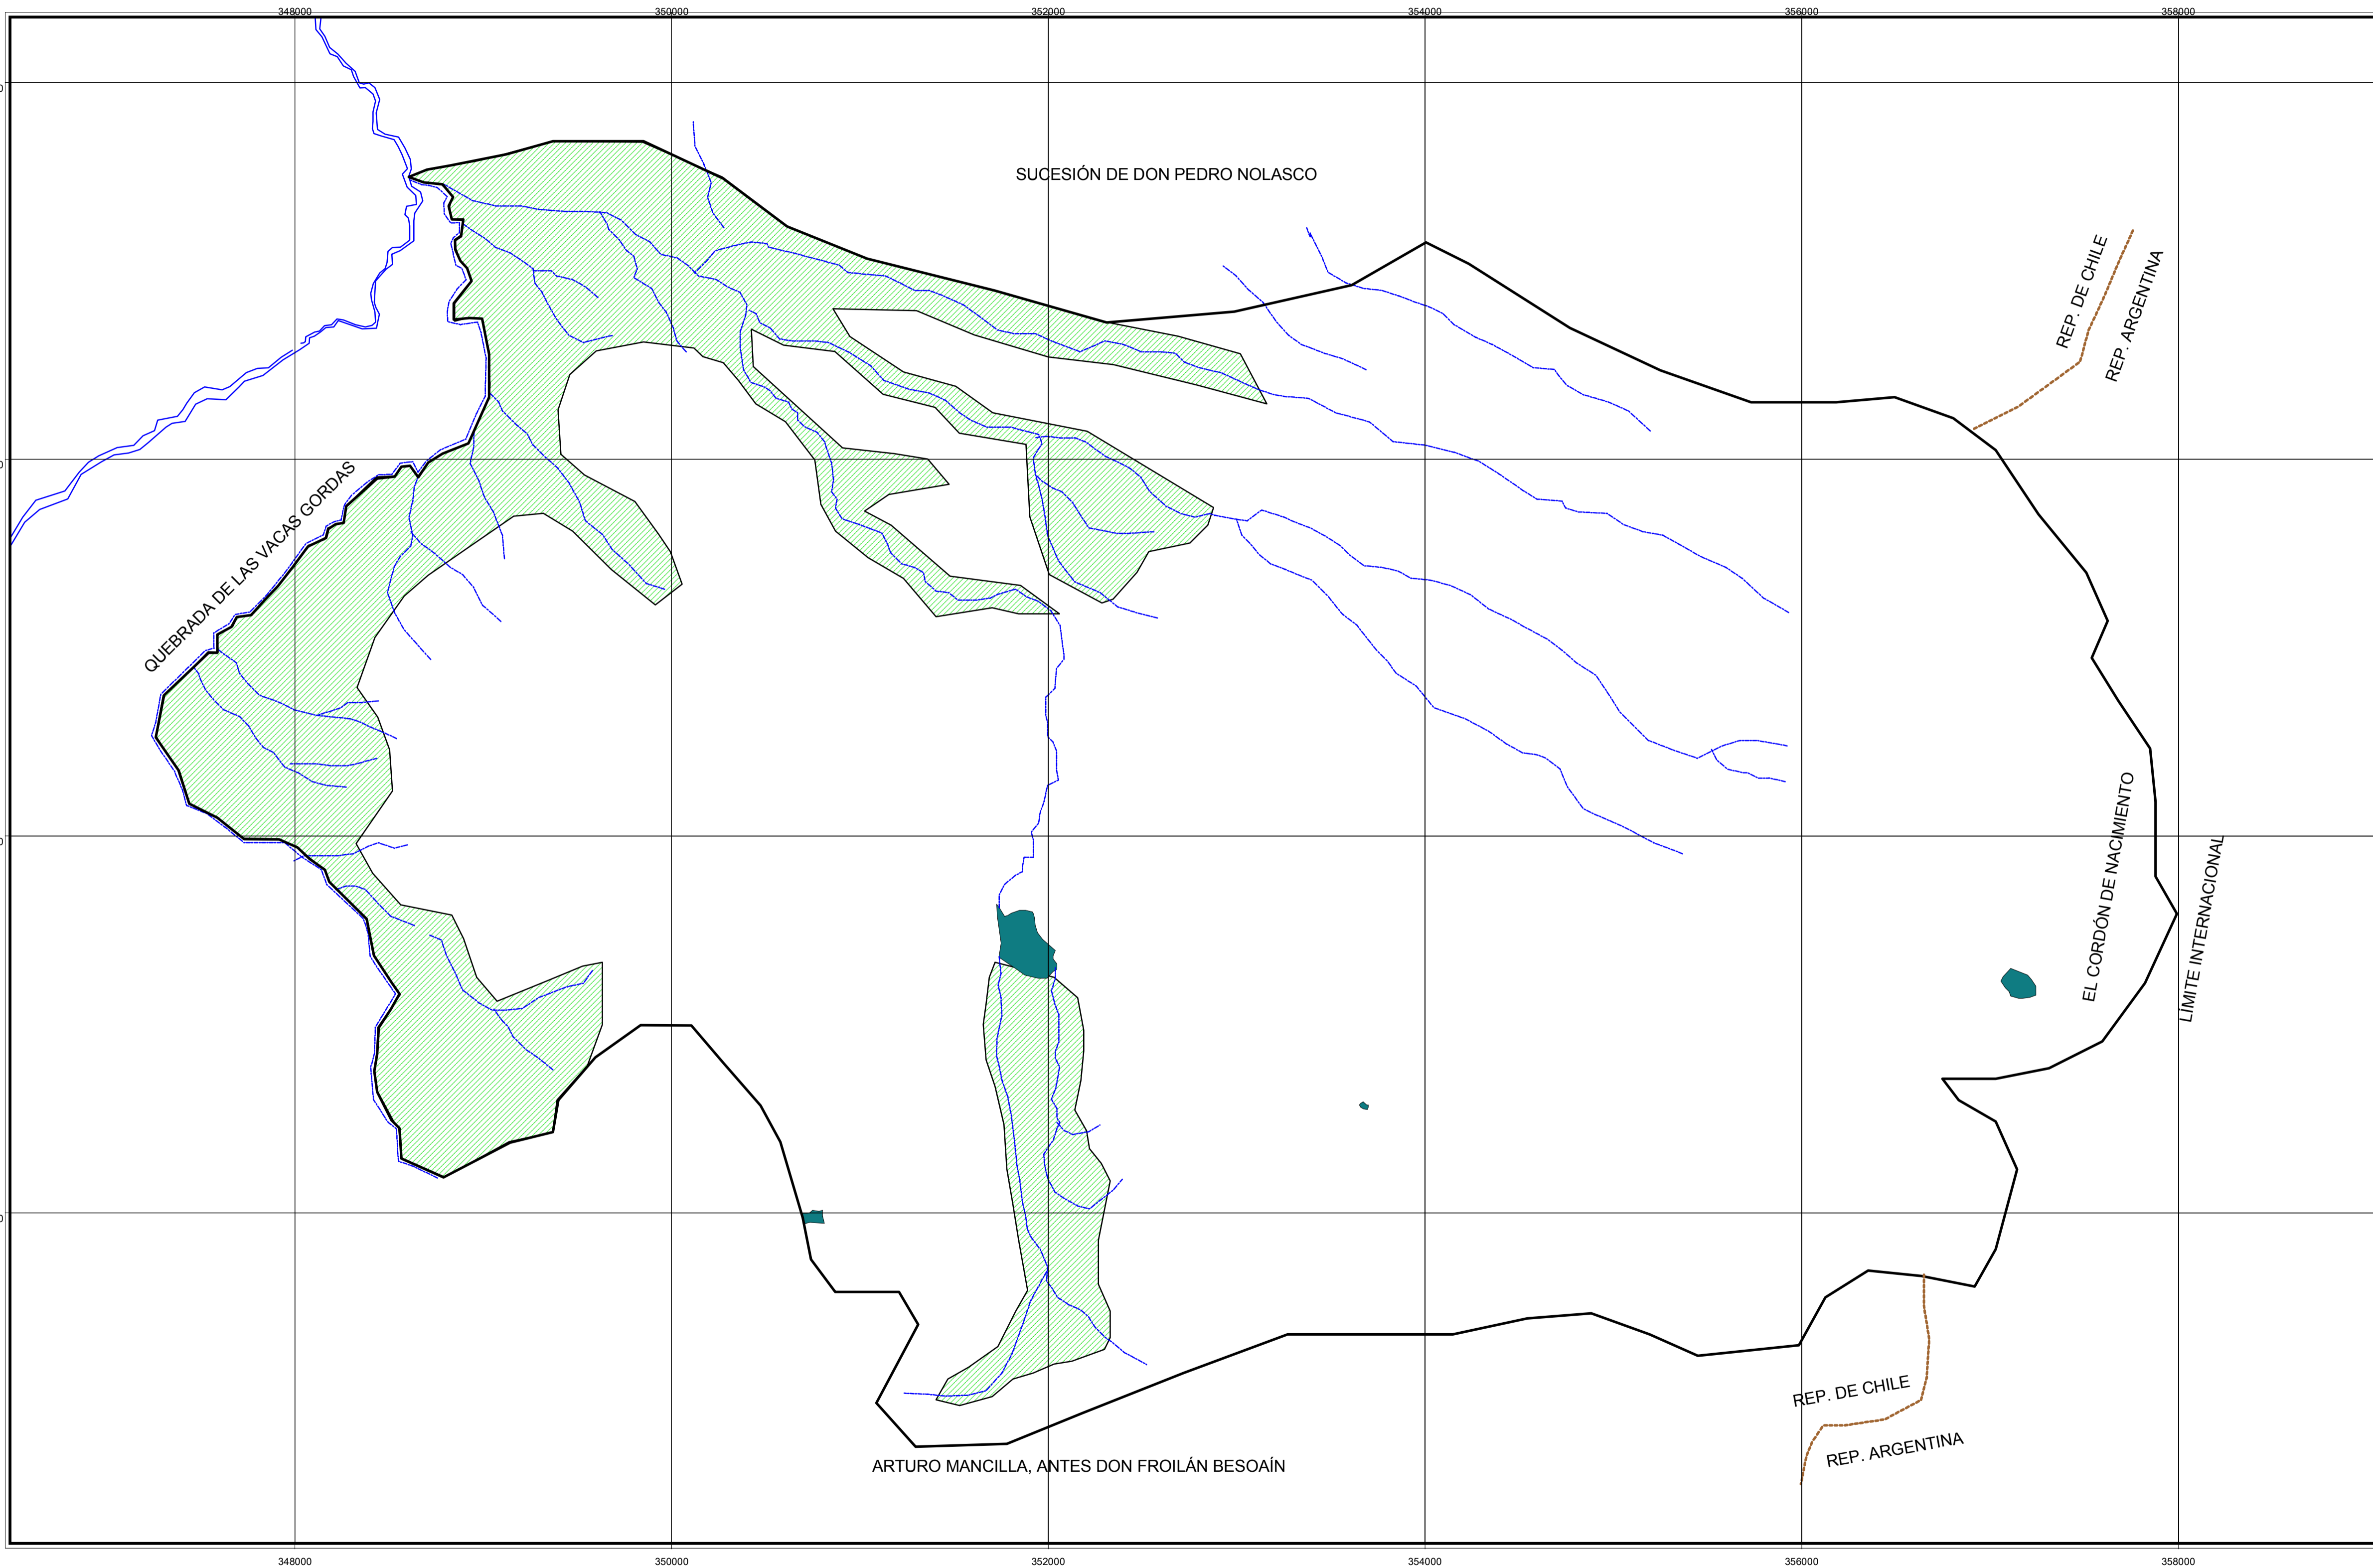 348000 350000 352000 354000 356000 358000
SUCESIÓN DE DON PEDRO NOLASCO
REP. DE CHILE
REP. ARGENTINA
QUEBRADA DE LAS VACAS GORDAS
EL CORDÓN DE NACIMIENTO
LÍMITE INTERNACIONAL
REP. DE CHILE
REP. ARGENTINA
ARTURO MANCILLA, ANTES DON FROILÁN BESOAÍN
348000 350000 352000 354000 356000 358000